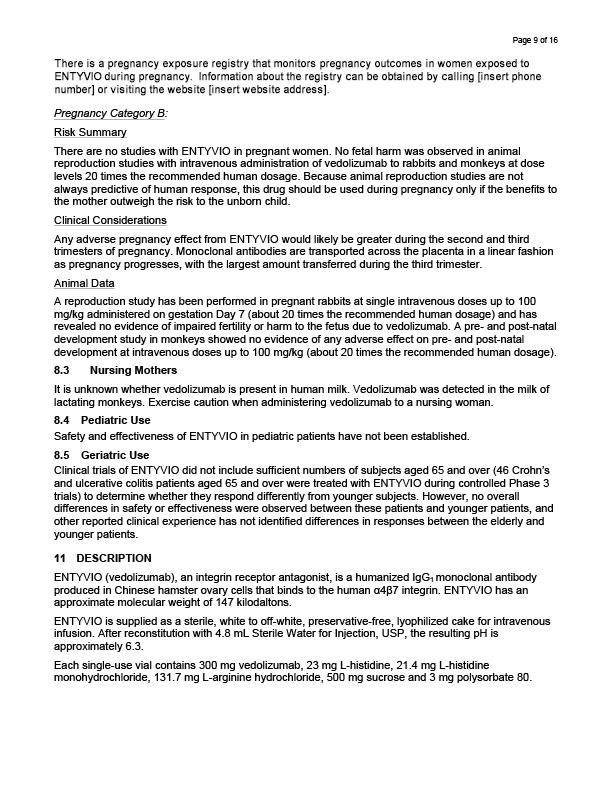 Page 9 of 16
There is a pregnancy exposure registry that monitors pregnancy outcomes in women exposed to
ENTYVIO during pregnancy. Information about the registry can be obtained by calling [insert phone
number] or visiting the website [insert website address].
Pregnancy Category B:
Risk Summary
There are no studies with ENTYVIO in pregnant women. No fetal harm was observed in animal
reproduction studies with intravenous administration of vedolizumab to rabbits and monkeys at dose
levels 20 times the recommended human dosage. Because animal reproduction studies are not
always predictive of human response, this drug should be used during pregnancy only if the benefits to
the mother outweigh the risk to the unborn child.
Clinical Considerations
Any adverse pregnancy effect from ENTYVIO would likely be greater during the second and third
trimesters of pregnancy. Monoclonal antibodies are transported across the placenta in a linear fashion
as pregnancy progresses, with the largest amount transferred during the third trimester.
Animal Data
A reproduction study has been performed in pregnant rabbits at single intravenous doses up to 100
mg/kg administered on gestation Day 7 (about 20 times the recommended human dosage) and has
revealed no evidence of impaired fertility or harm to the fetus due to vedolizumab. A pre- and post-natal
development study in monkeys showed no evidence of any adverse effect on pre- and post-natal
development at intravenous doses up to 100 mg/kg (about 20 times the recommended human dosage).
8.3 Nursing Mothers
It is unknown whether vedolizumab is present in human milk. Vedolizumab was detected in the milk of
lactating monkeys. Exercise caution when administering vedolizumab to a nursing woman.
8.4 Pediatric Use
Safety and effectiveness of ENTYVIO in pediatric patients have not been established.
8.5 Geriatric Use
Clinical trials of ENTYVIO did not include sufficient numbers of subjects aged 65 and over (46 Crohn's
and ulcerative colitis patients aged 65 and over were treated with ENTYVIO during controlled Phase 3
trials) to determine whether they respond differently from younger subjects. However, no overall
differences in safety or effectiveness were observed between these patients and younger patients, and
other reported clinical experience has not identified differences in responses between the elderly and
younger patients.
11 DESCRIPTION
ENTYVIO (vedolizumab), an integrin receptor antagonist, is a humanized IgG₁ monoclonal antibody
produced in Chinese hamster ovary cells that binds to the human α4β7 integrin. ENTYVIO has an
approximate molecular weight of 147 kilodaltons.
ENTYVIO is supplied as a sterile, white to off-white, preservative-free, lyophilized cake for intravenous
infusion. After reconstitution with 4.8 mL Sterile Water for Injection, USP, the resulting pH is
approximately 6.3.
Each single-use vial contains 300 mg vedolizumab, 23 mg L-histidine, 21.4 mg L-histidine
monohydrochloride, 131.7 mg L-arginine hydrochloride, 500 mg sucrose and 3 mg polysorbate 80.